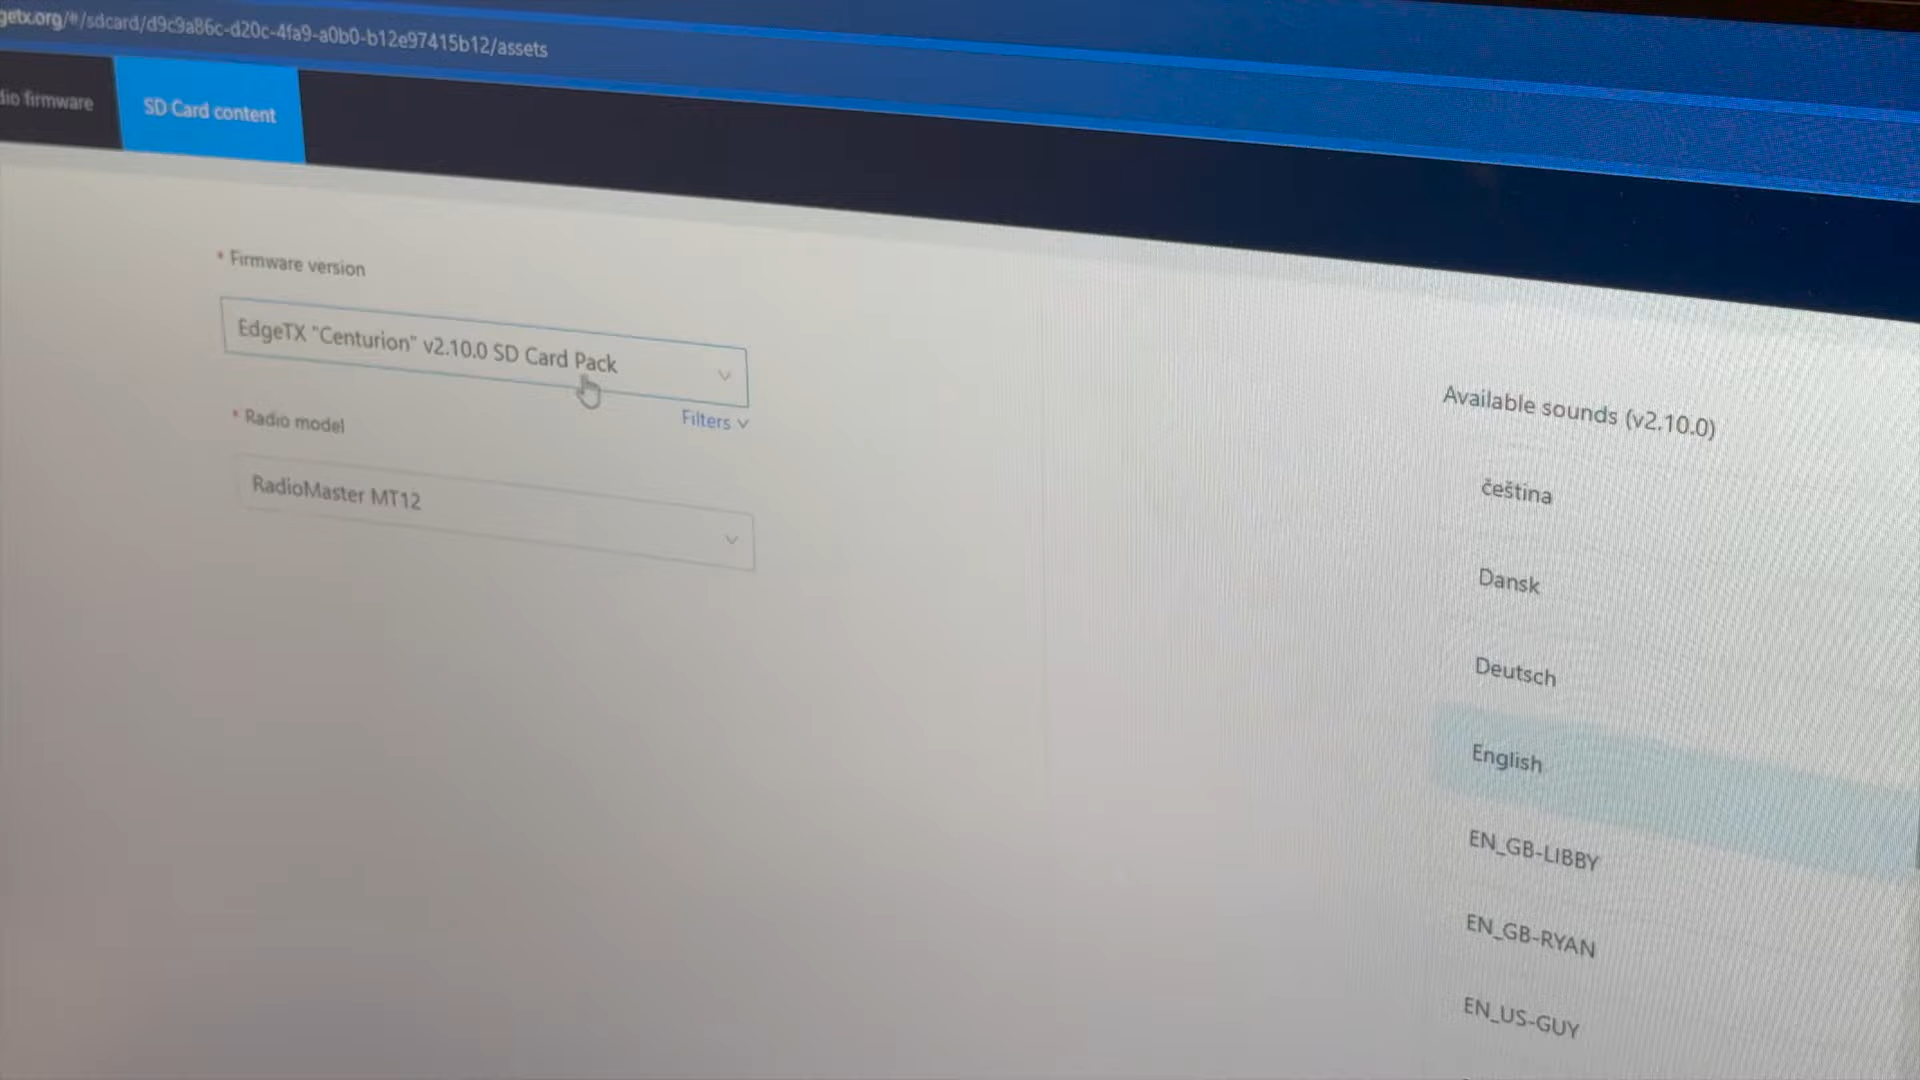 getx.org/#/sdcard/d9c9a86c-d20c-4fa9-a0b0-b12e97415b12/assets
dio firmware
SD Card content
* Firmware version
EdgeTX "Centurion" v2.10.0 SD Card Pack
Filters
* Radio model
RadioMaster MT12
Available sounds (v2.10.0)
čeština
Dansk
Deutsch
English
EN_GB-LIBBY
EN_GB-RYAN
EN_US-GUY